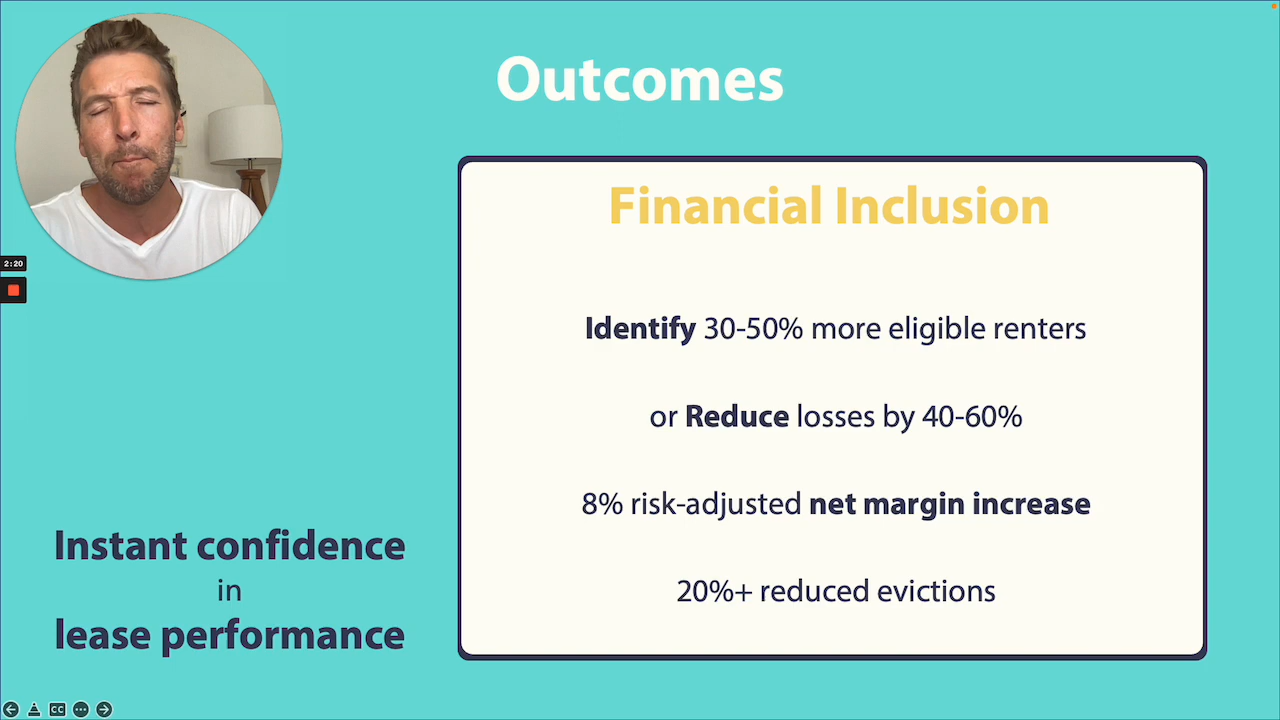 Outcomes
Financial Inclusion
Identify 30-50% more eligible renters
or Reduce losses by 40-60%
8% risk-adjusted net margin increase
20%+ reduced evictions
Instant confidence
in
lease performance
2:20
CC